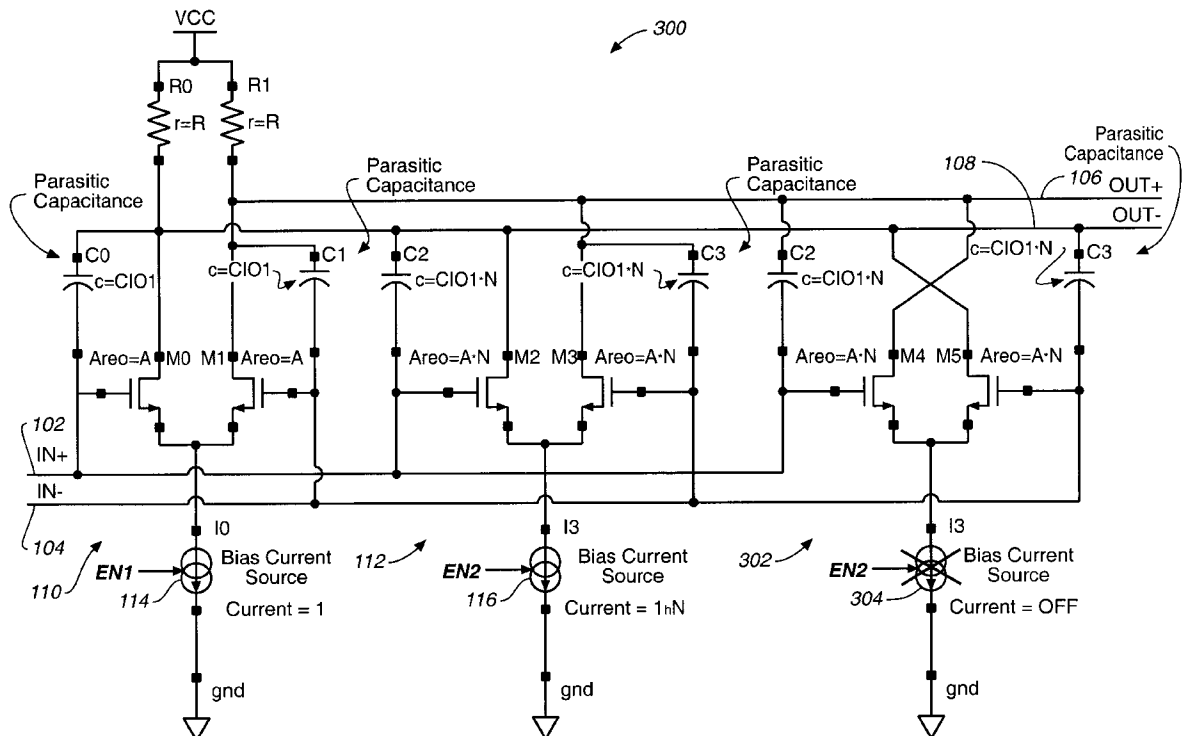 VCC
300
R0
R1
r=R
r=R
Parasitic
Capacitance
Parasitic
Capacitance
Parasitic
Capacitance
Parasitic
Capacitance
108
106
OUT+
OUT-
C0
c=CIO1
C1
c=CIO1
C2
c=CIO1·N
C3
c=CIO1·N
C2
c=CIO1·N
C3
c=CIO1·N
Areo=A
M0
M1
Areo=A
Areo=A·N
M2
M3
Areo=A·N
Areo=A·N
M4
M5
Areo=A·N
102
IN+
IN-
104
110
I0
EN1
114
Bias Current
Source
Current = 1
gnd
112
I3
EN2
116
Bias Current
Source
Current = 1hN
gnd
302
I3
EN2
304
Bias Current
Source
Current = OFF
gnd